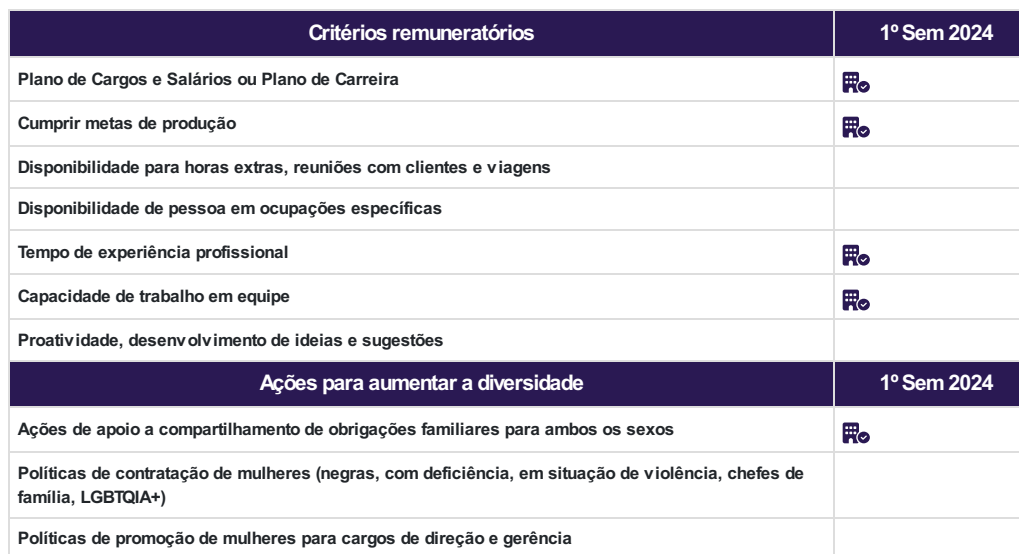 Critérios remuneratórios 1º Sem 2024
Plano de Cargos e Salários ou Plano de Carreira
Cumprir metas de produção
Disponibilidade para horas extras, reuniões com clientes e viagens
Disponibilidade de pessoa em ocupações específicas
Tempo de experiência profissional
Capacidade de trabalho em equipe
Proatividade, desenvolvimento de ideias e sugestões
Ações para aumentar a diversidade 1º Sem 2024
Ações de apoio a compartilhamento de obrigações familiares para ambos os sexos
Políticas de contratação de mulheres (negras, com deficiência, em situação de violência, chefes de
família, LGBTQIA+)
Políticas de promoção de mulheres para cargos de direção e gerência